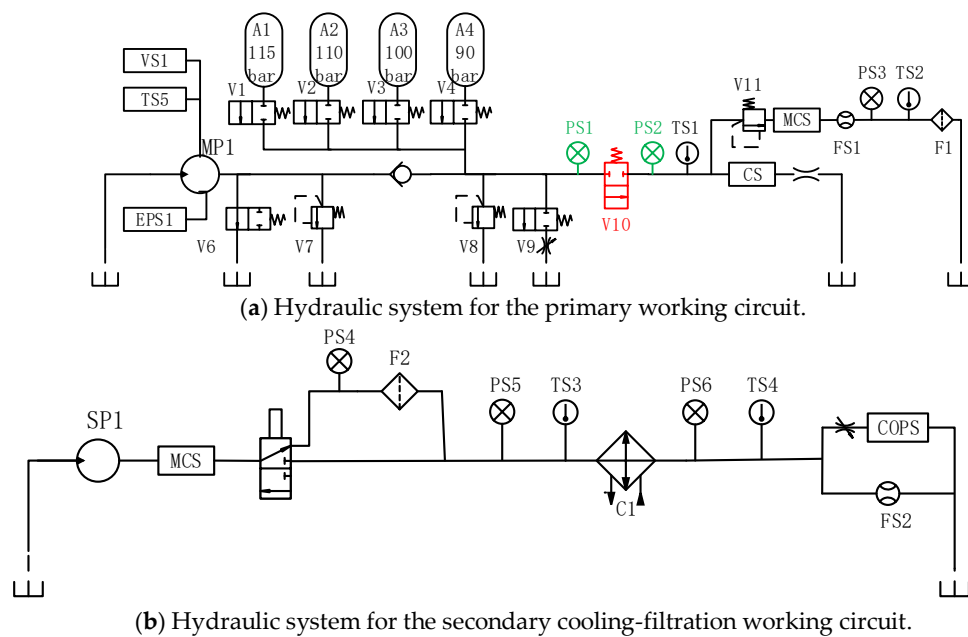 VS1
TS5
MP1
EPS1
A1
115
bar
A2
110
bar
A3
100
bar
A4
90
bar
V1
V2
V3
V4
V6
V7
V8
V9
PS1
V10
PS2
TS1
V11
MCS
FS1
PS3
TS2
F1
CS
(a) Hydraulic system for the primary working circuit.
SP1
MCS
PS4
F2
PS5
TS3
C1
PS6
TS4
COPS
FS2
(b) Hydraulic system for the secondary cooling-filtration working circuit.